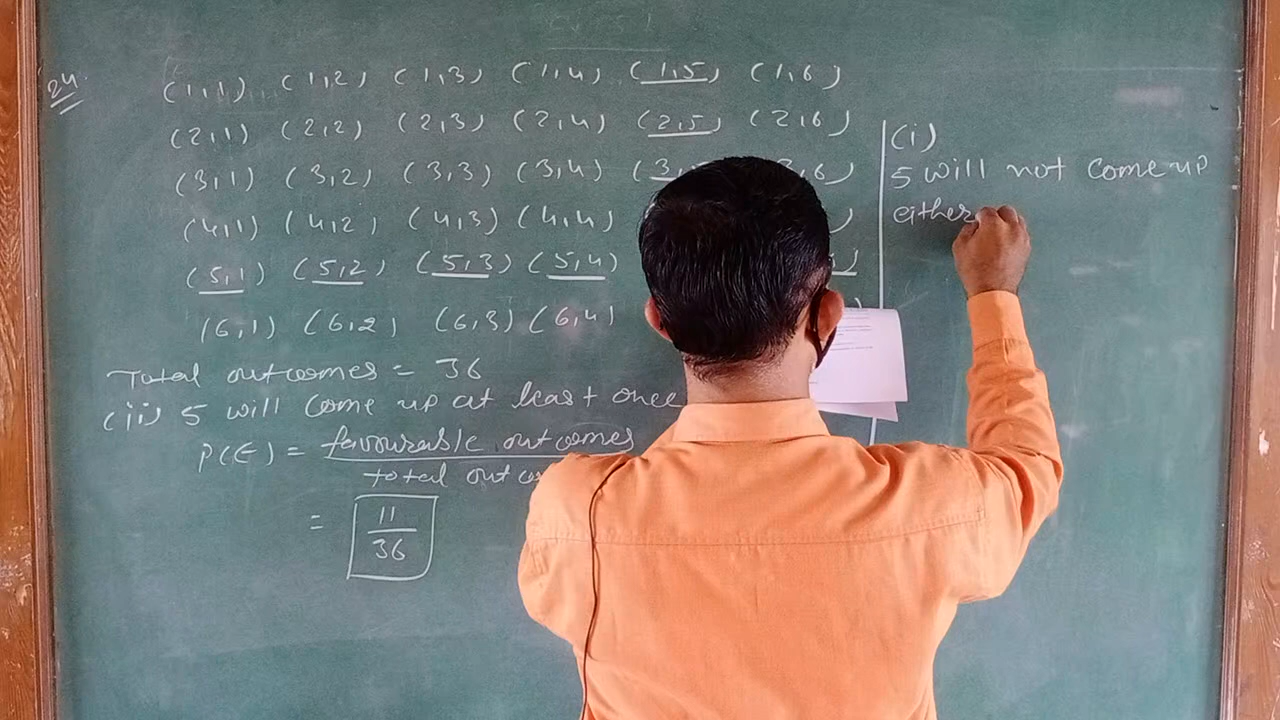 24
(1,1) (1,2) (1,3) (1,4) (1,5) (1,6)
(2,1) (2,2) (2,3) (2,4) (2,5) (2,6)
(3,1) (3,2) (3,3) (3,4) (3, 3,6)
(4,1) (4,2) (4,3) (4,4) )
(5,1) (5,2) (5,3) (5,4) )
(6,1) (6,2) (6,3) (6,4) )
Total outcomes = 36
(ii) 5 will come up at least once
P(E) = favourable outcomes
total
= 11
36
(i)
5 will not come up
either